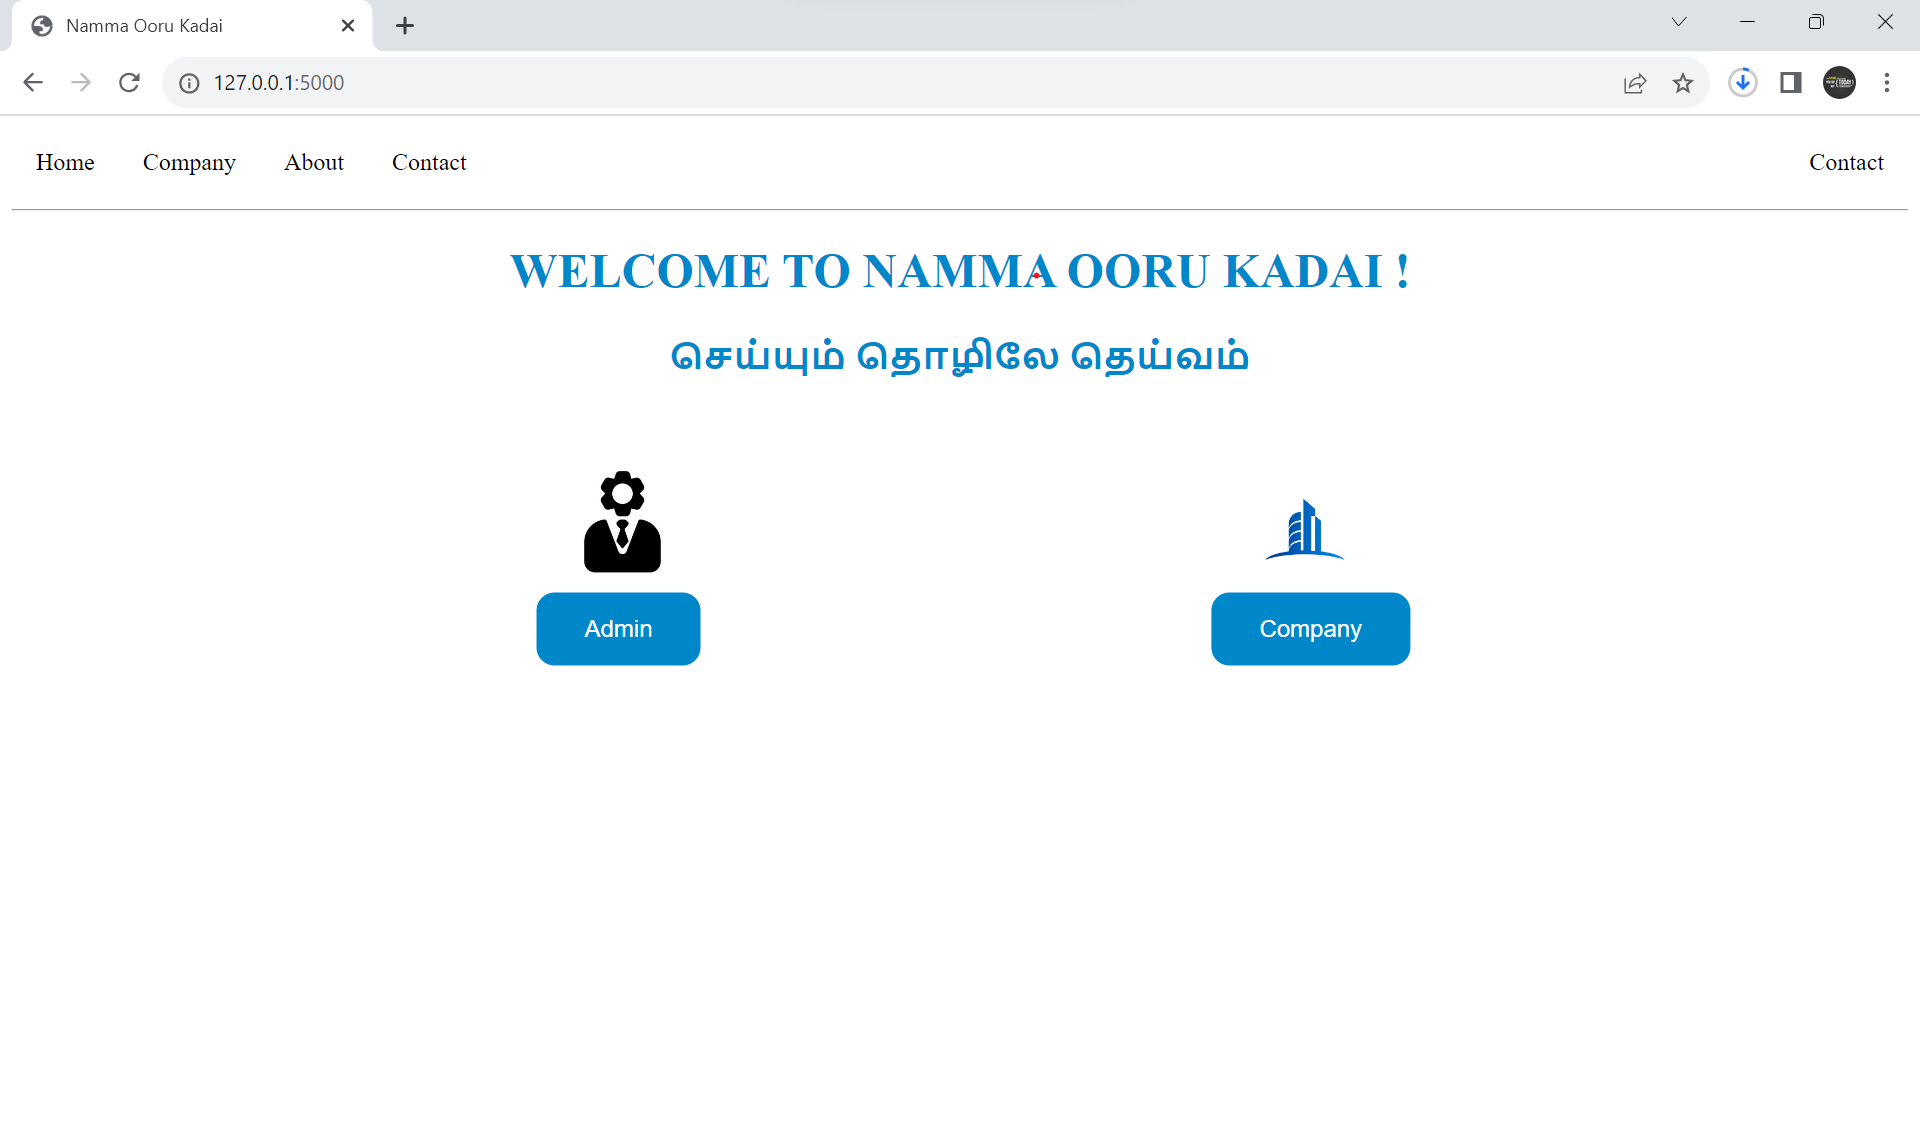 Namma Ooru Kadai
127.0.0.1:5000
Home Company About Contact Contact
WELCOME TO NAMMA OORU KADAI !
செய்யும் தொழிலே தெய்வம்
Admin Company